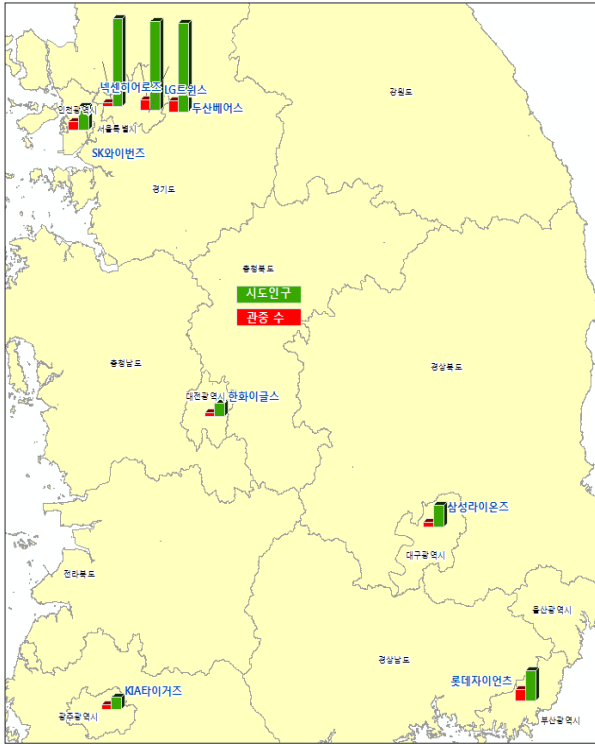 넥센히어로즈
LG트윈스
두산베어스
인천광역시
서울특별시
SK와이번즈
강원도
경기도
충청북도
시도인구
관중 수
충청남도
경상북도
대전광역시
한화이글스
삼성라이온즈
대구광역시
전라북도
울산광역시
경상남도
롯데자이언츠
KIA타이거즈
광주광역시
부산광역시